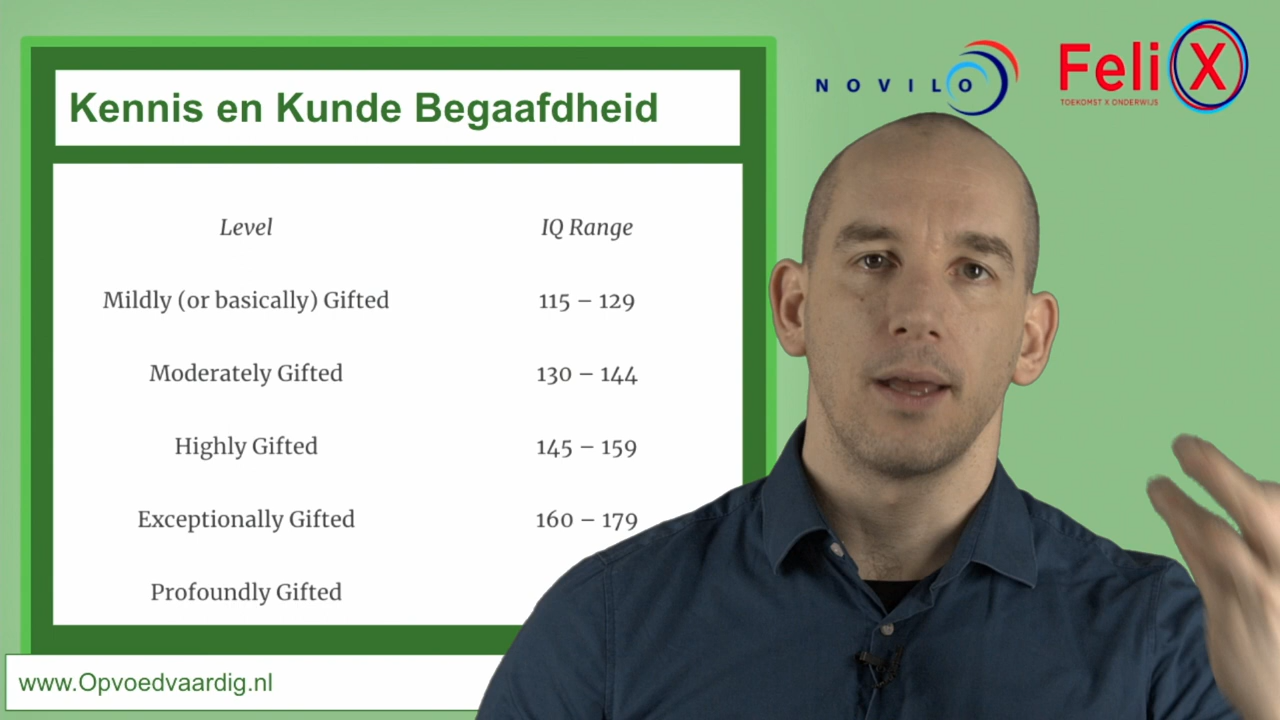 Kennis en Kunde Begaafdheid
NOVILO
FeliX
TOEKOMST X ONDERWIJS
Level IQ Range
Mildly (or basically) Gifted 115 – 129
Moderately Gifted 130 – 144
Highly Gifted 145 – 159
Exceptionally Gifted 160 – 179
Profoundly Gifted
www.Opvoedvaardig.nl